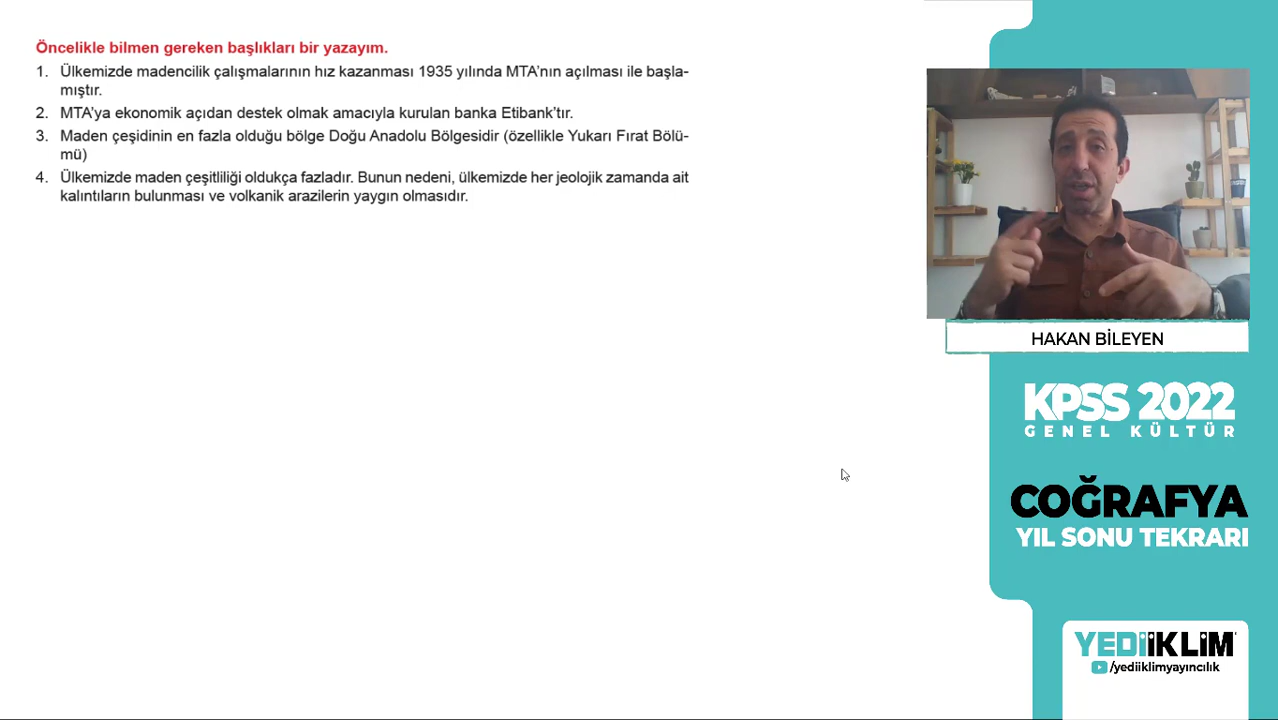 Öncelikle bilmen gereken başlıkları bir yazayım.
1. Ülkemizde madencilik çalışmalarının hız kazanması 1935 yılında MTA’nın açılması ile başla-
mıştır.
2. MTA’ya ekonomik açıdan destek olmak amacıyla kurulan banka Etibank’tır.
3. Maden çeşidinin en fazla olduğu bölge Doğu Anadolu Bölgesidir (özellikle Yukarı Fırat Bölü-
mü)
4. Ülkemizde maden çeşitliliği oldukça fazladır. Bunun nedeni, ülkemizde her jeolojik zamanda ait
kalıntıların bulunması ve volkanik arazilerin yaygın olmasıdır.
HAKAN BİLEYEN
KPSS 2022
GENEL KÜLTÜR
COĞRAFYA
YIL SONU TEKRARI
YEDİİKLİM
/yediiklimyayıncılık